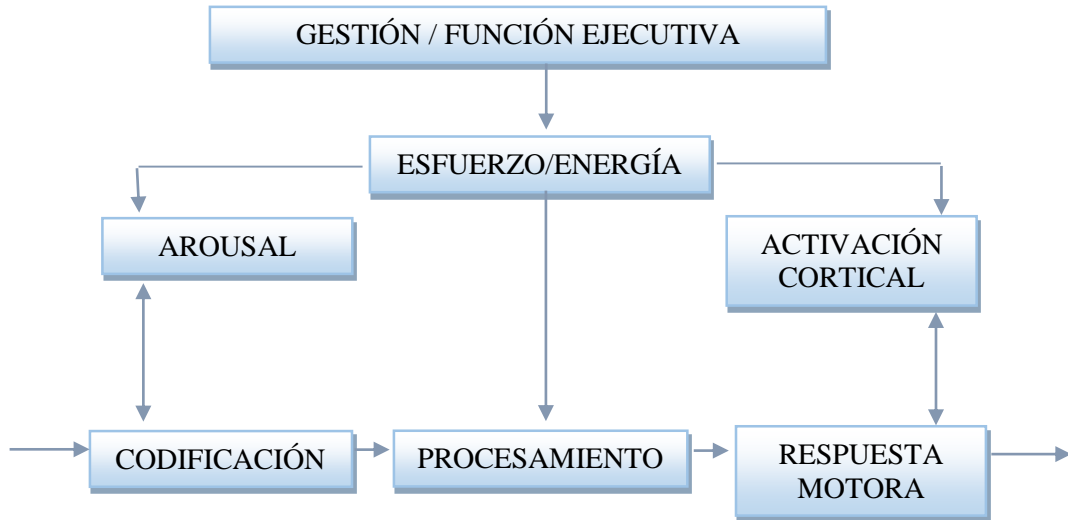 GESTIÓN / FUNCIÓN EJECUTIVA
ESFUERZO/ENERGÍA
AROUSAL
ACTIVACIÓN
CORTICAL
CODIFICACIÓN
PROCESAMIENTO
RESPUESTA
MOTORA